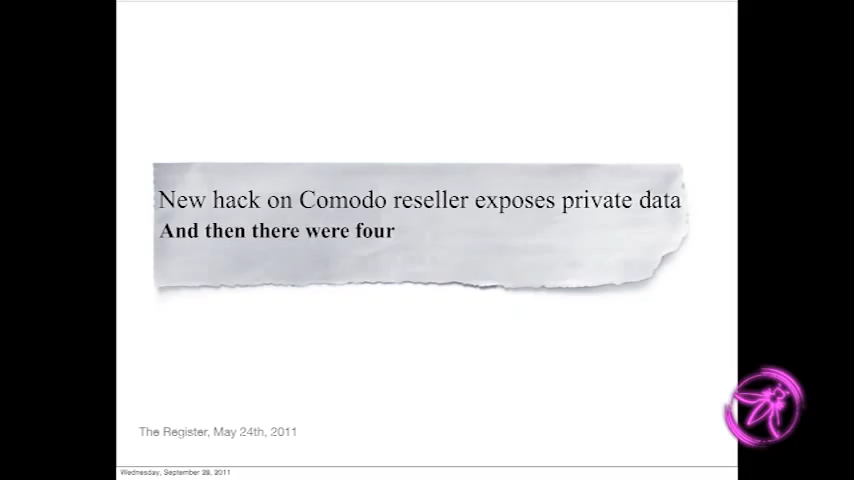 New hack on Comodo reseller exposes private data
And then there were four
The Register, May 24th, 2011
Wednesday, September 28, 2011